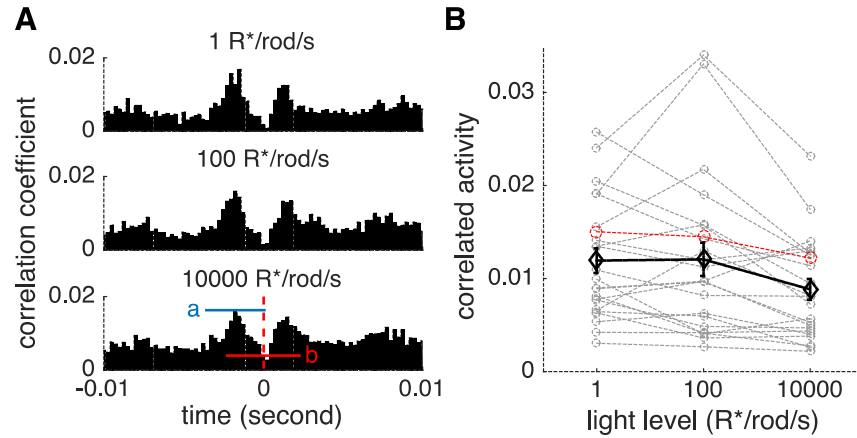 A
1 R*/rod/s
0.02
0
100 R*/rod/s
0.02
0
10000 R*/rod/s
0.02
0
a
b
-0.01
0
0.01
time (second)
correlation coefficient
B
0.03
0.02
0.01
0
correlated activity
1
100
10000
light level (R*/rod/s)